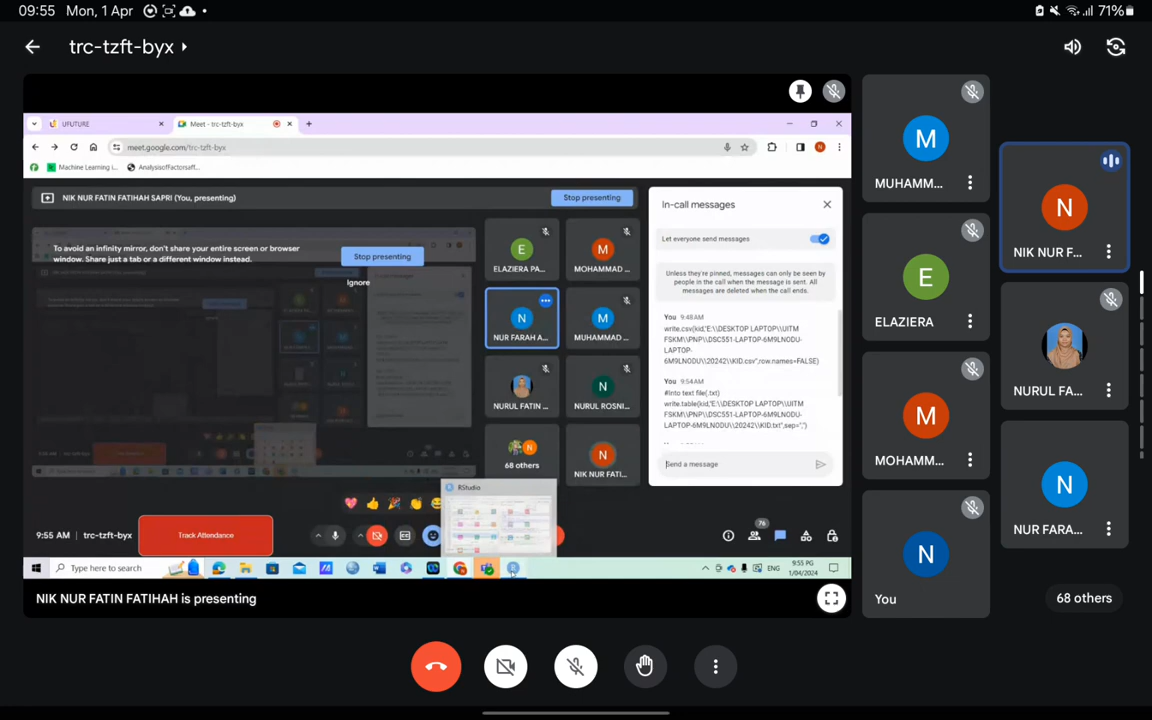 09:55 Mon, 1 Apr
71%
trc-tzft-byx
UFUTURE
Meet - trc-tzft-byx
meet.google.com/trc-tzft-byx
Machine Learning i...
AnalysisofFactorsaff...
NIK NUR FATIN FATIHAH SAPRI (You, presenting)
Stop presenting
To avoid an infinity mirror, don't share your entire screen or browser
window. Share just a tab or a different window instead.
Stop presenting
Ignore
ELAZIERA PA...
MOHAMMAD ...
NUR FARAH A...
MUHAMMAD ...
NURUL FATIN ...
NURUL ROSNI...
68 others
NIK NUR FATI...
In-call messages
Let everyone send messages
Unless they're pinned, messages can only be seen by
people in the call when the message is sent. All
messages are deleted when the call ends.
You 9:48AM
write.csv(kid,'E:\\DESKTOP LAPTOP\\UITM
FSKM\\PNP\\DSC551-LAPTOP-6M9LNODU\\
LAPTOP-
6M9LNODU\\20242\\KID.csv",row.names=FALSE)
You 9:54AM
#Into text file(.txt)
write.table(kid,"E:\\DESKTOP LAPTOP\\UITM
FSKM\\PNP\\DSC551-LAPTOP-6M9LNODU-
LAPTOP-6M9LNODU\\20242\\KID.txt",sep=",")
Send a message
RStudio
9:55 AM | trc-tzft-byx
Track Attendance
76
Type here to search
ENG
9:55 PG
1/04/2024
NIK NUR FATIN FATIHAH is presenting
M
MUHAMM...
E
ELAZIERA
M
MOHAMM...
N
You
N
NIK NUR F...
NURUL FA...
N
NUR FARA...
68 others